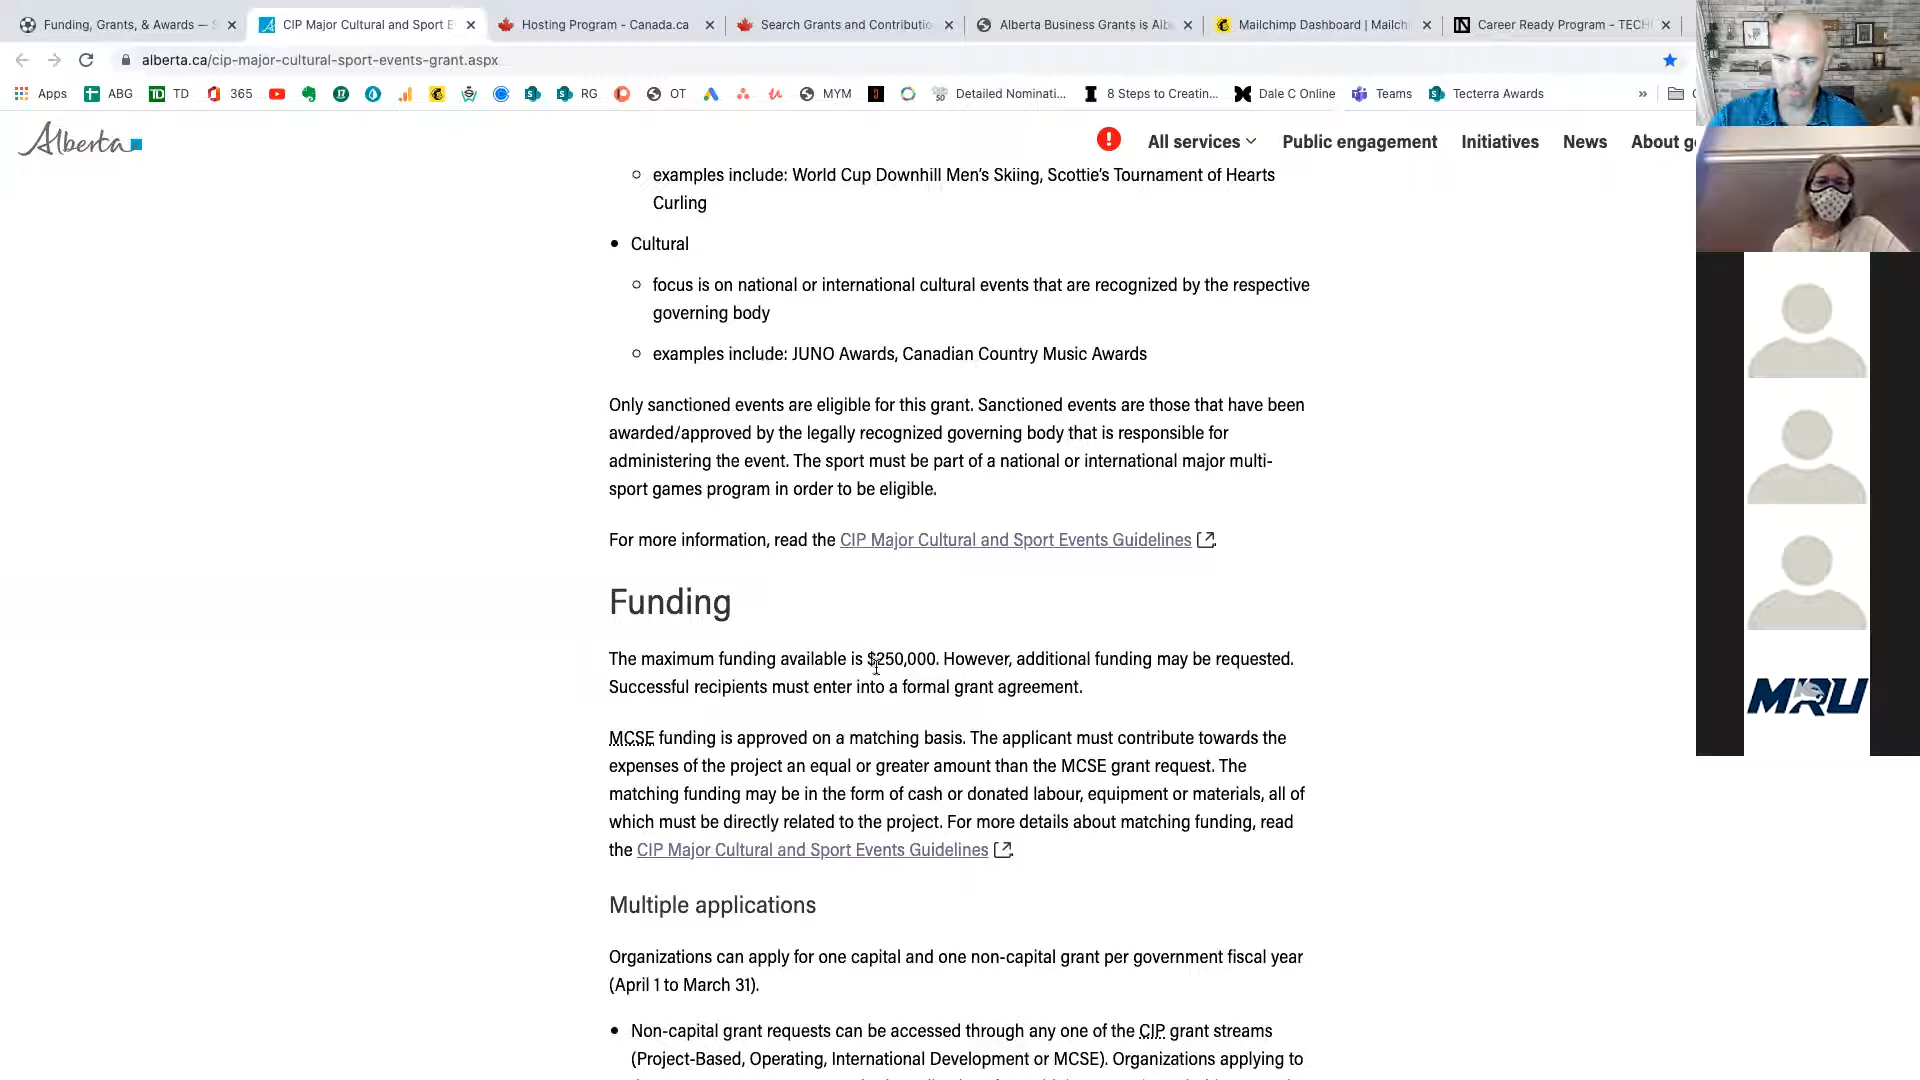 Funding, Grants, & Awards —
CIP Major Cultural and Sport E
Hosting Program - Canada.ca
Search Grants and Contributio
Alberta Business Grants is Alb
Mailchimp Dashboard | Mailchi
Career Ready Program - TECH
alberta.ca/cip-major-cultural-sport-events-grant.aspx
Apps ABG TD 365 RG OT MYM Detailed Nominati... 8 Steps to Creatin... Dale C Online Teams Tecterra Awards »
Alberta
All services Public engagement Initiatives News About g
examples include: World Cup Downhill Men’s Skiing, Scottie’s Tournament of Hearts
Curling
Cultural
focus is on national or international cultural events that are recognized by the respective
governing body
examples include: JUNO Awards, Canadian Country Music Awards
Only sanctioned events are eligible for this grant. Sanctioned events are those that have been
awarded/approved by the legally recognized governing body that is responsible for
administering the event. The sport must be part of a national or international major multi-
sport games program in order to be eligible.
For more information, read the CIP Major Cultural and Sport Events Guidelines.
Funding
The maximum funding available is $250,000. However, additional funding may be requested.
Successful recipients must enter into a formal grant agreement.
MCSE funding is approved on a matching basis. The applicant must contribute towards the
expenses of the project an equal or greater amount than the MCSE grant request. The
matching funding may be in the form of cash or donated labour, equipment or materials, all of
which must be directly related to the project. For more details about matching funding, read
the CIP Major Cultural and Sport Events Guidelines.
Multiple applications
Organizations can apply for one capital and one non-capital grant per government fiscal year
(April 1 to March 31).
Non-capital grant requests can be accessed through any one of the CIP grant streams
(Project-Based, Operating, International Development or MCSE). Organizations applying to
MRU